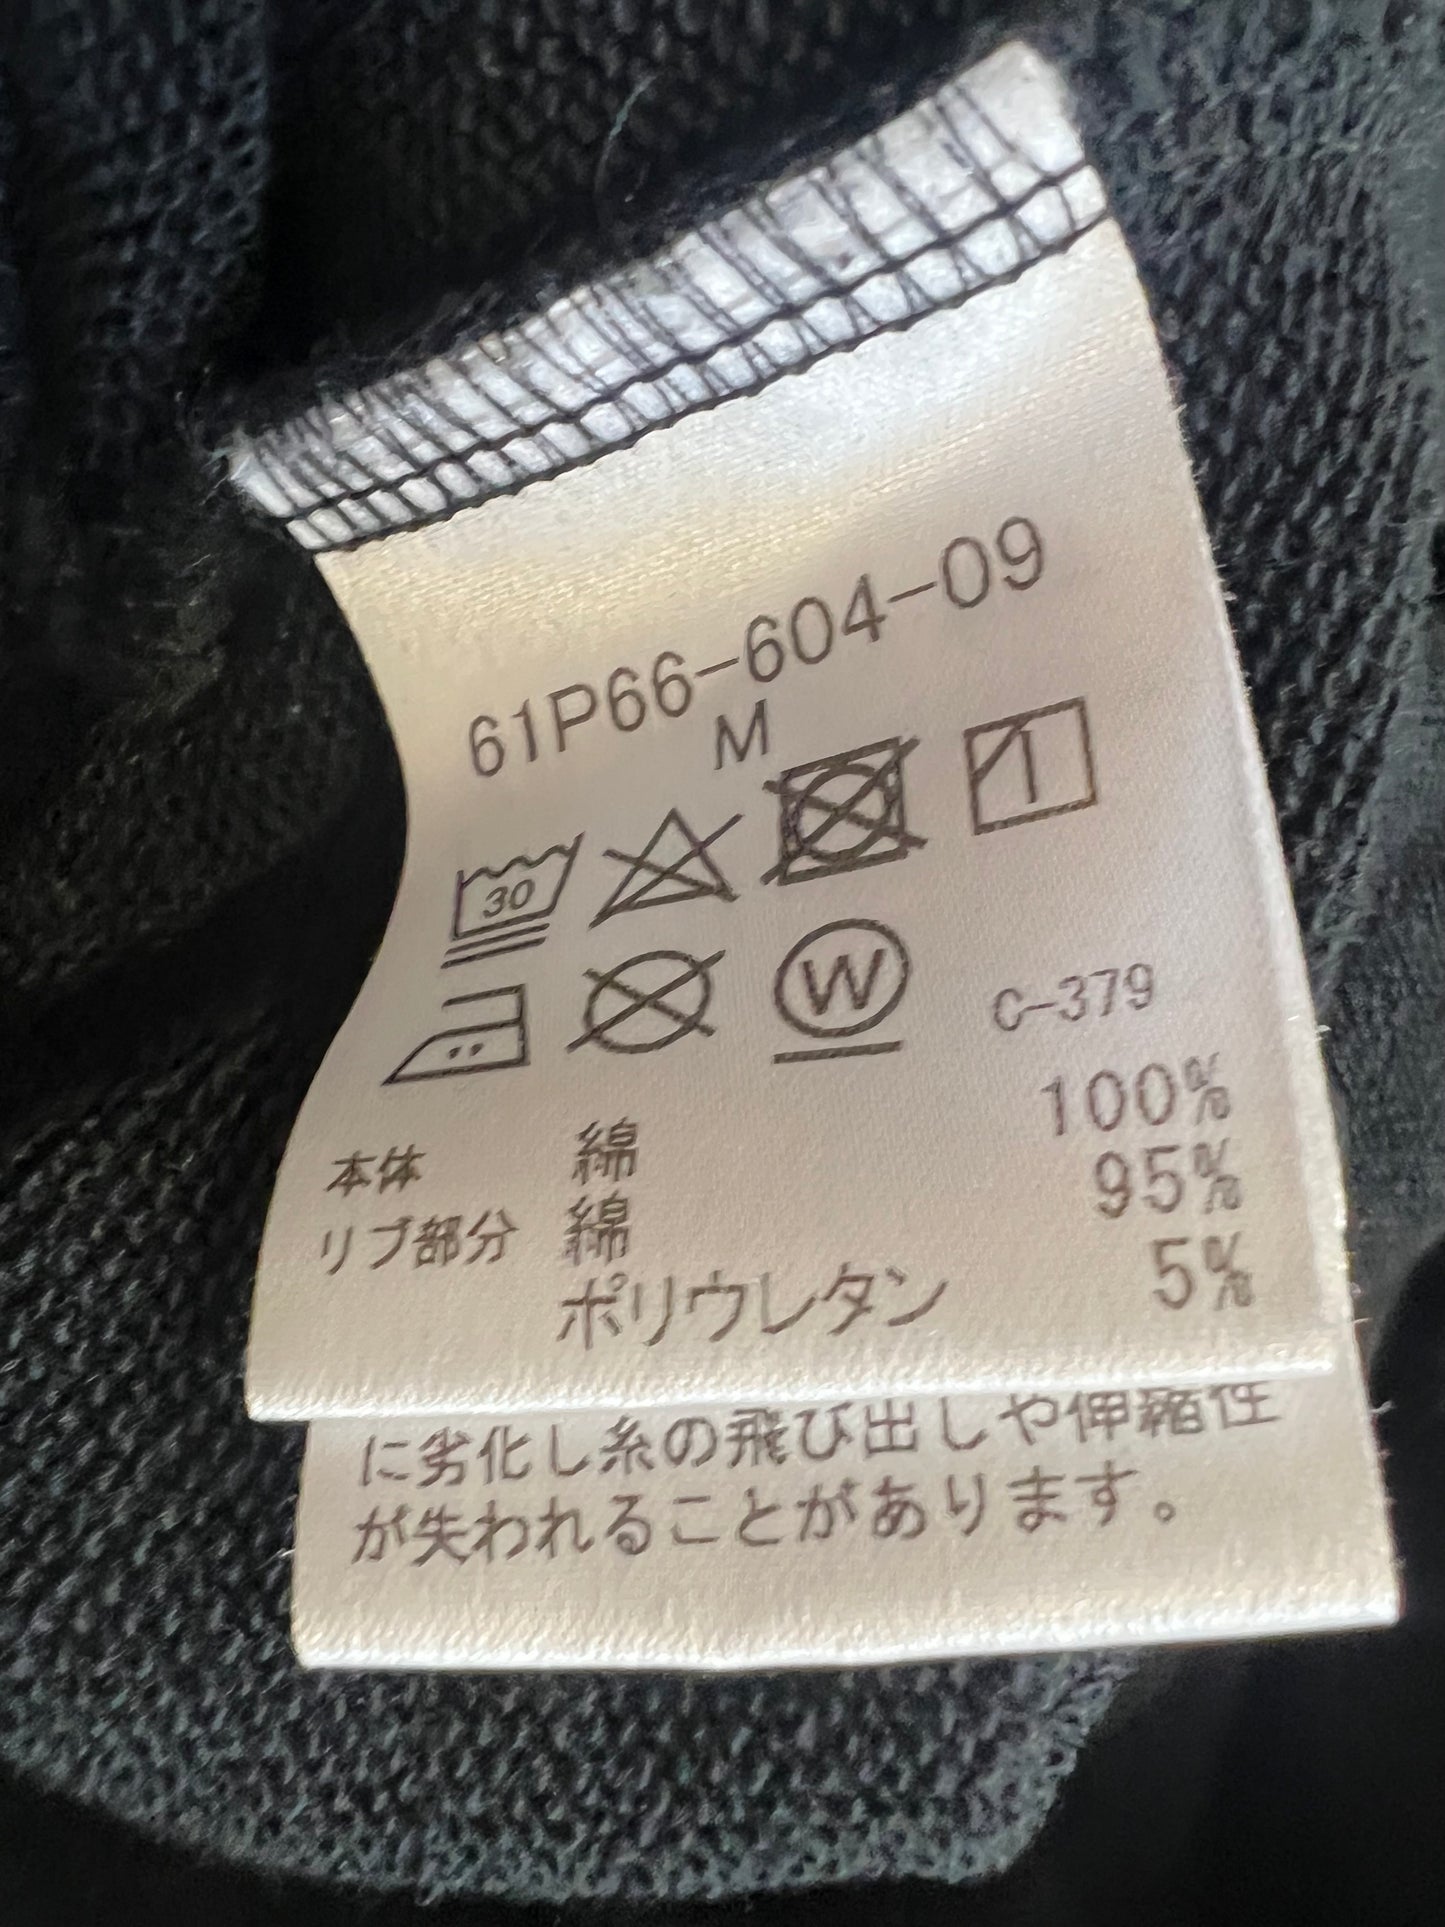 61P66-604-09
M
30
W
C-379
本体 綿 100%
リブ部分 綿 95%
ポリウレタン 5%
に劣化し糸の飛び出しや伸縮性
が失われることがあります。